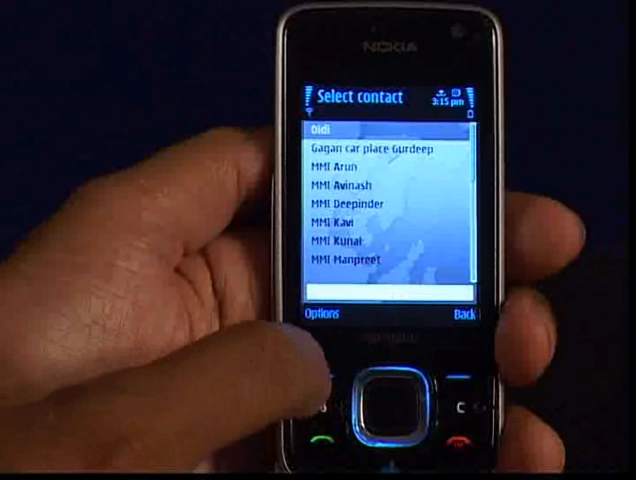 NOKIA
Select contact
3:15 pm
Didi
Gagan car place Gurdeep
MMI Arun
MMI Avinash
MMI Deepinder
MMI Kavi
MMI Kunal
MMI Manpreet
Options
Back
C